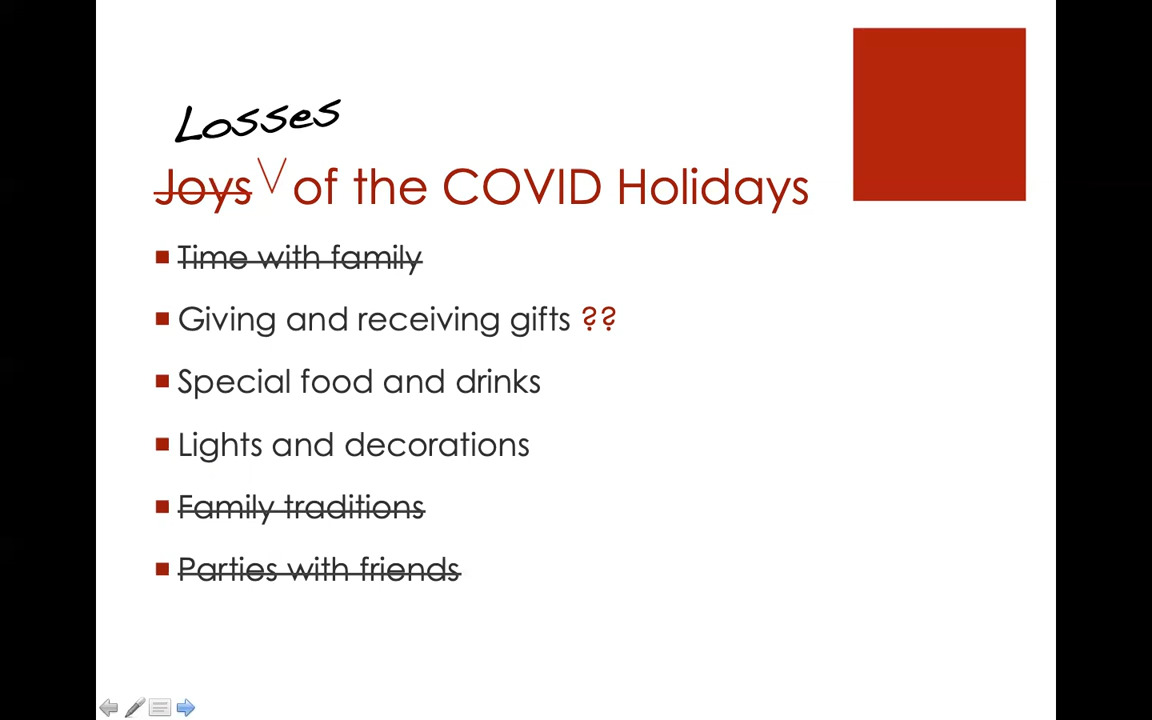 Losses
Joys V of the COVID Holidays
Time with family
Giving and receiving gifts ??
Special food and drinks
Lights and decorations
Family traditions
Parties with friends